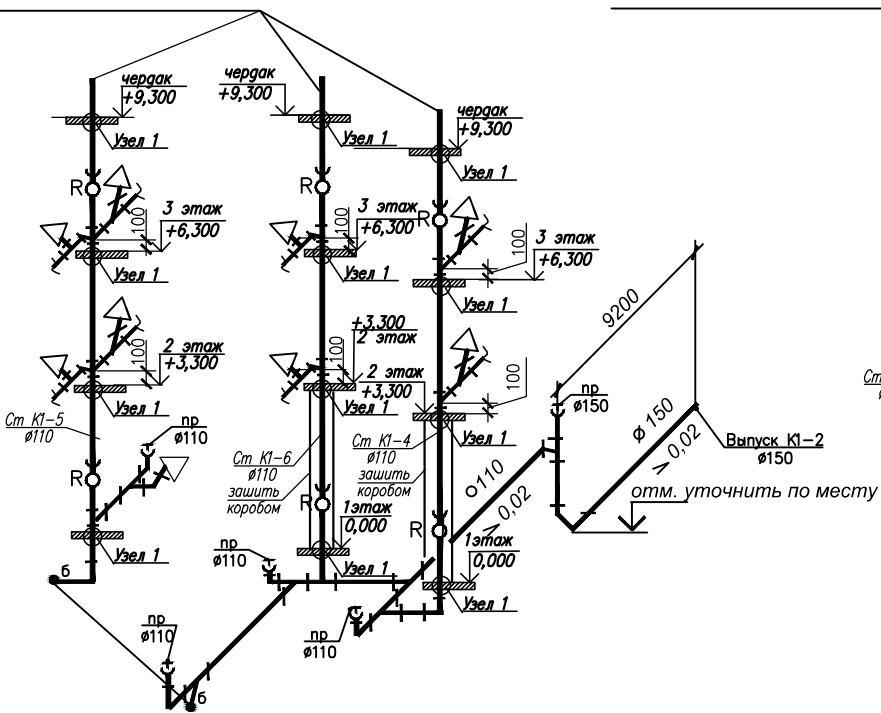 чердак
+9,300
Узел 1
R
3 этаж
+6,300
100
Узел 1
2 этаж
+3,300
100
Узел 1
Ст К1-5
ø110
пр
ø110
R
Узел 1
б
чердак
+9,300
Узел 1
R
3 этаж
+6,300
100
Узел 1
+3,300
2 этаж
100
Узел 1
Ст К1-6
ø110
зашить
коробом
R
1этаж
0,000
Узел 1
пр
ø110
пр
ø110
б
чердак
+9,300
Узел 1
R
3 этаж
+6,300
100
Узел 1
2 этаж
+3,300
100
Узел 1
Ст К1-4
ø110
зашить
коробом
R
1этаж
0,000
Узел 1
пр
ø110
ø110
0,02
9200
пр
ø150
ø 150
0,02
Выпуск К1-2
ø150
отм. уточнить по месту
Ст